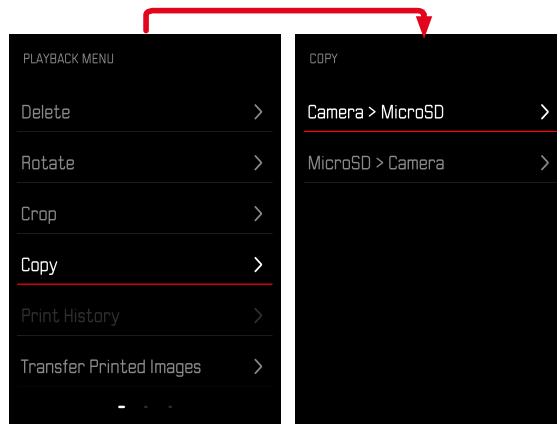 PLAYBACK MENU
Delete
Rotate
Crop
Copy
Print History
Transfer Printed Images
COPY
Camera > MicroSD
MicroSD > Camera